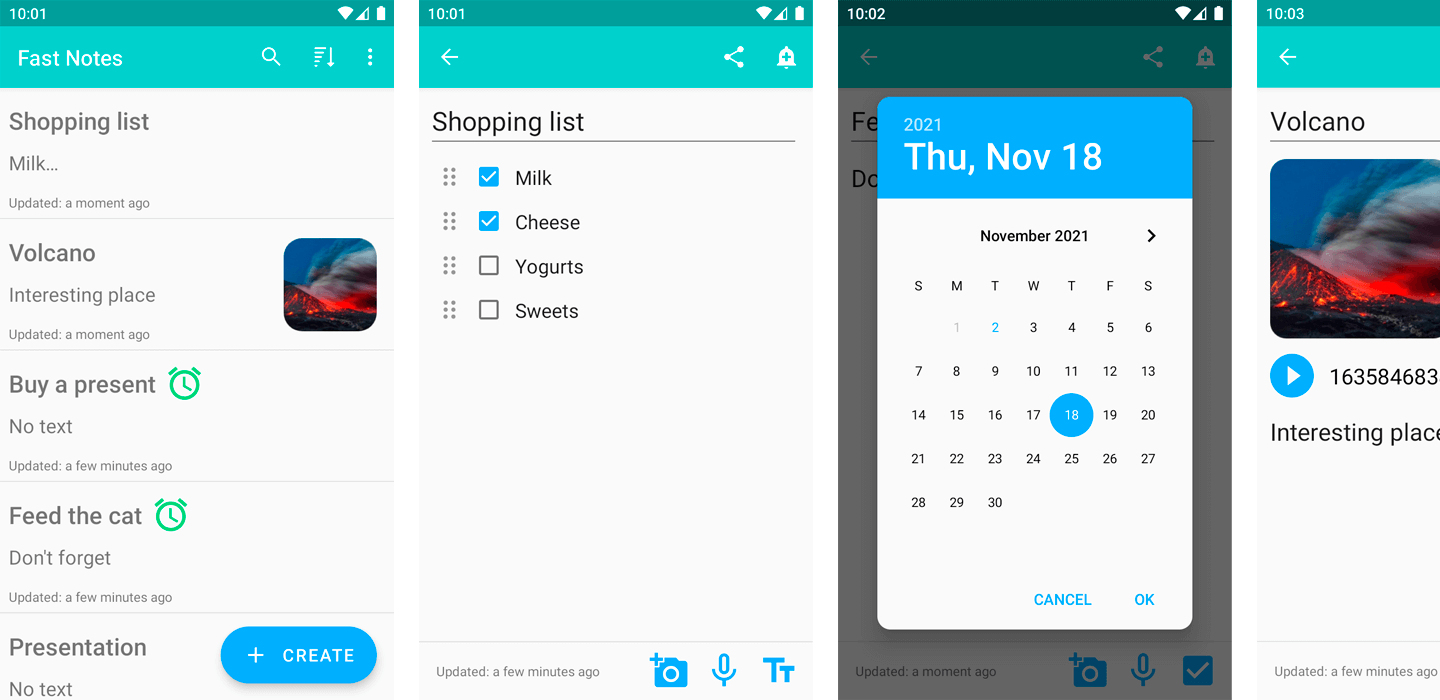 10:01
Fast Notes
Shopping list
Milk...
Updated: a moment ago
Volcano
Interesting place
Updated: a moment ago
Buy a present
No text
Updated: a few minutes ago
Feed the cat
Don't forget
Updated: a few minutes ago
Presentation
No text
+ CREATE
10:01
Shopping list
Milk
Cheese
Yogurts
Sweets
Updated: a few minutes ago
Tt
10:02
Fe
Do
2021
Thu, Nov 18
November 2021
S M T W T F S
1 2 3 4 5 6
7 8 9 10 11 12 13
14 15 16 17 18 19 20
21 22 23 24 25 26 27
28 29 30
CANCEL OK
Updated: a moment ago
10:03
Volcano
163584683
Interesting place
Updated: a few minutes ago